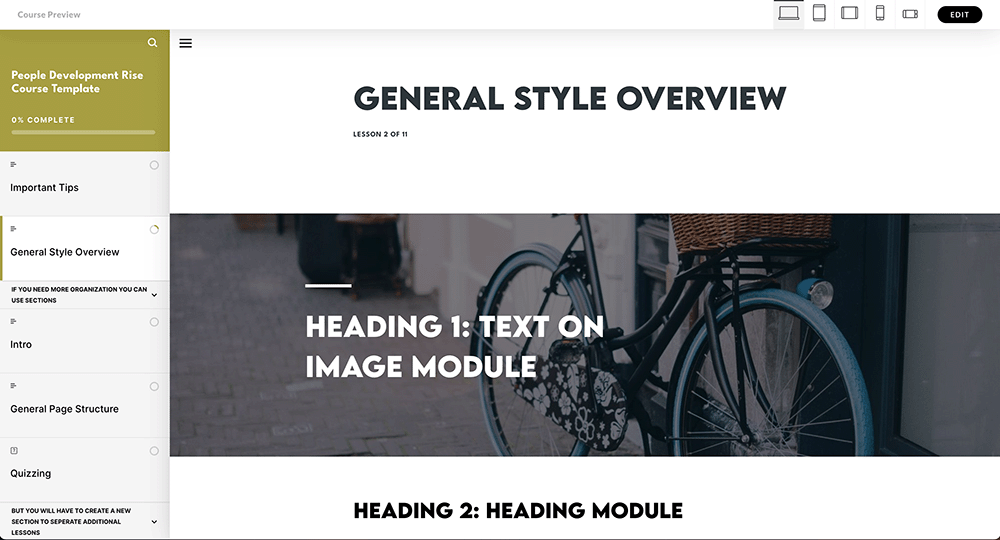 Course Preview
EDIT
People Development Rise
Course Template
0% COMPLETE
Important Tips
General Style Overview
IF YOU NEED MORE ORGANIZATION YOU CAN
USE SECTIONS
Intro
General Page Structure
Quizzing
BUT YOU WILL HAVE TO CREATE A NEW
SECTION TO SEPERATE ADDITIONAL
LESSONS
GENERAL STYLE OVERVIEW
LESSON 2 OF 11
HEADING 1: TEXT ON
IMAGE MODULE
HEADING 2: HEADING MODULE